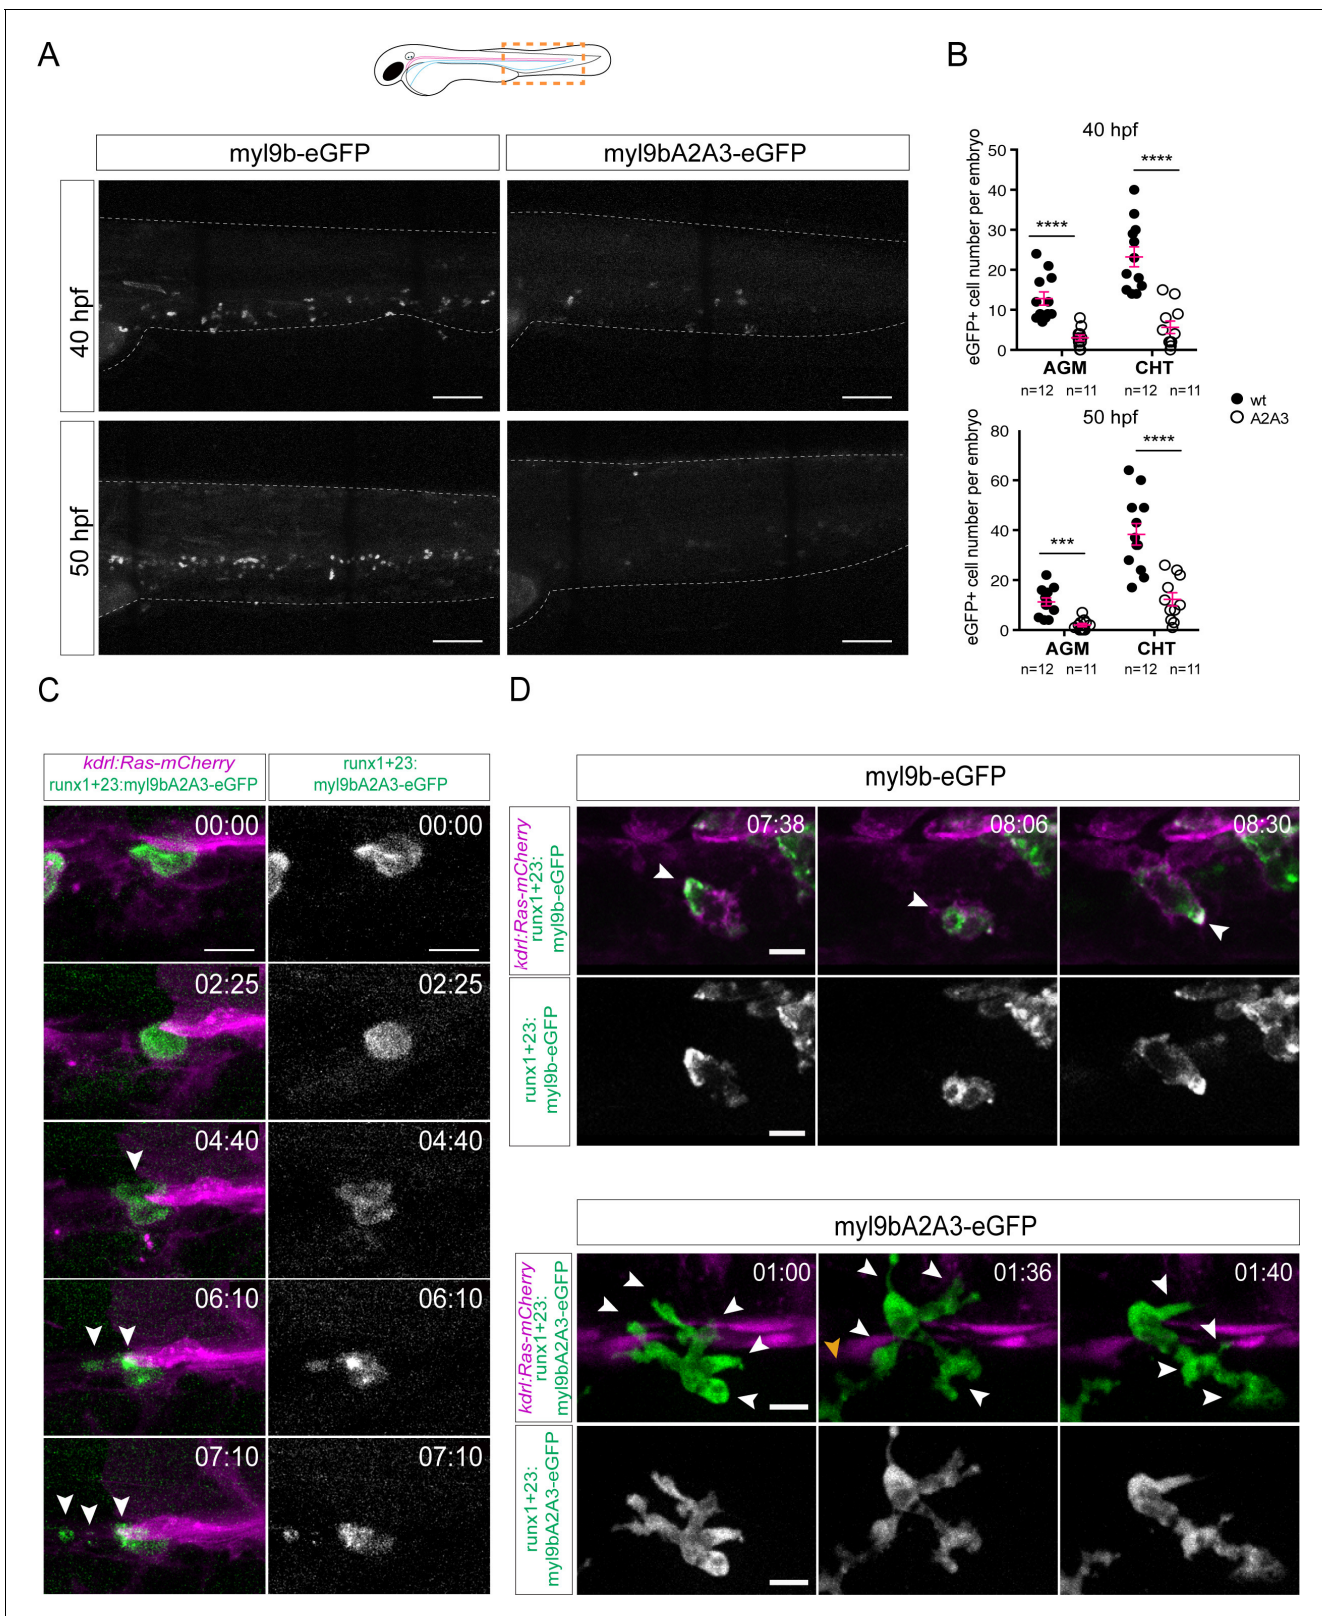 A
myl9b-eGFP
myl9bA2A3-eGFP
40 hpf
50 hpf
B
40 hpf
eGFP+ cell number per embryo
50
40
30
20
10
0
****
****
AGM
CHT
n=12
n=11
n=12
n=11
wt
A2A3
50 hpf
eGFP+ cell number per embryo
80
60
40
20
0
***
****
AGM
CHT
n=12
n=11
n=12
n=11
C
kdrl:Ras-mCherry
runx1+23:myl9bA2A3-eGFP
runx1+23:
myl9bA2A3-eGFP
00:00
00:00
02:25
02:25
04:40
04:40
06:10
06:10
07:10
07:10
D
myl9b-eGFP
kdrl:Ras-mCherry
runx1+23:
myl9b-eGFP
07:38
08:06
08:30
runx1+23:
myl9b-eGFP
myl9bA2A3-eGFP
kdrl:Ras-mCherry
runx1+23:
myl9bA2A3-eGFP
01:00
01:36
01:40
runx1+23:
myl9bA2A3-eGFP